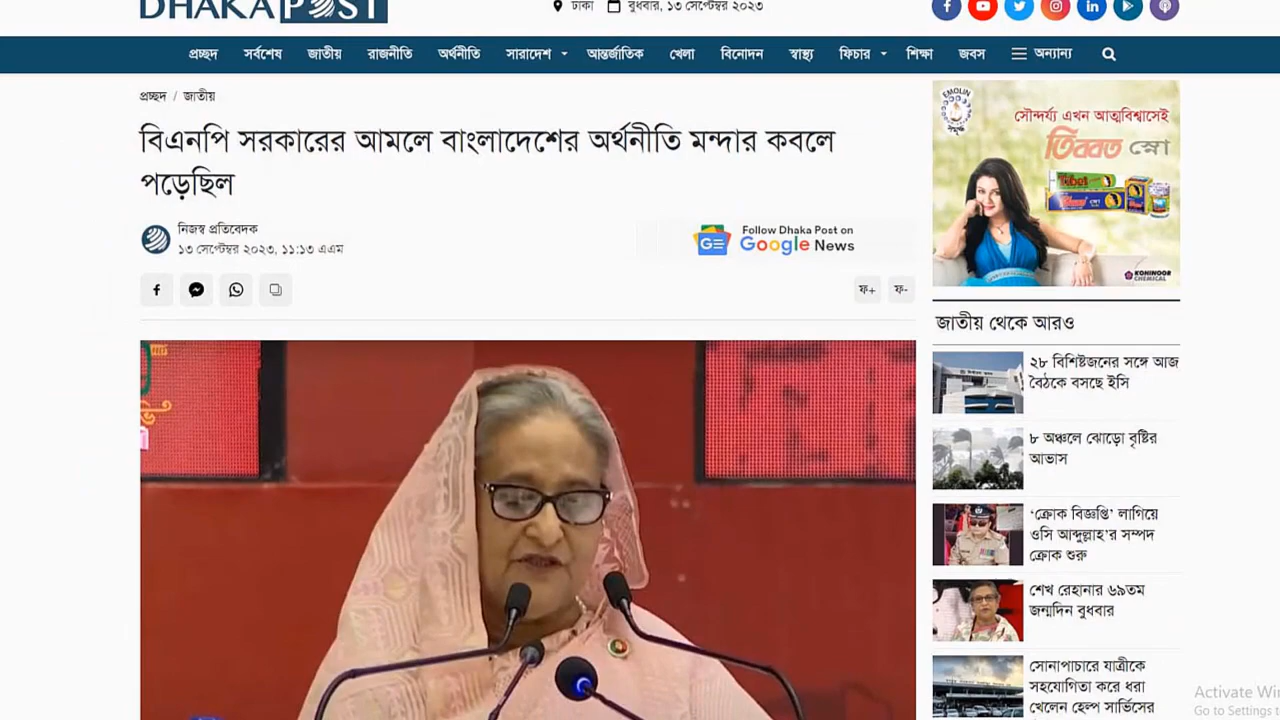 DHAKA POST
ঢাকা
বুধবার, ১৩ সেপ্টেম্বর ২০২৩
প্রচ্ছদ সর্বশেষ জাতীয় রাজনীতি অর্থনীতি সারাদেশ আন্তর্জাতিক খেলা বিনোদন স্বাস্থ্য ফিচার শিক্ষা জবস অন্যান্য
প্রচ্ছদ / জাতীয়
বিএনপি সরকারের আমলে বাংলাদেশের অর্থনীতি মন্দার কবলে
পড়েছিল
নিজস্ব প্রতিবেদক
১৩ সেপ্টেম্বর ২০২৩, ১১:১৩ এএম
Follow Dhaka Post on
Google News
ফ+ ফ-
EMOLIN
সমৃদ্ধ
সৌন্দর্য্য এখন আত্মবিশ্বাসেই
তিব্বত স্নো
Tibet
KOHINOOR
CHEMICAL
জাতীয় থেকে আরও
২৮ বিশিষ্টজনের সঙ্গে আজ
বৈঠকে বসছে ইসি
৮ অঞ্চলে ঝোড়ো বৃষ্টির
আভাস
‘ক্রোক বিজ্ঞপ্তি’ লাগিয়ে
ওসি আব্দুল্লাহ’র সম্পদ
ক্রোক শুরু
শেখ রেহানার ৬৯তম
জন্মদিন বুধবার
সোনাপাচারে যাত্রীকে
সহযোগিতা করে ধরা
খেলেন হেল্প সার্ভিসের
Activate Win
Go to Settings t